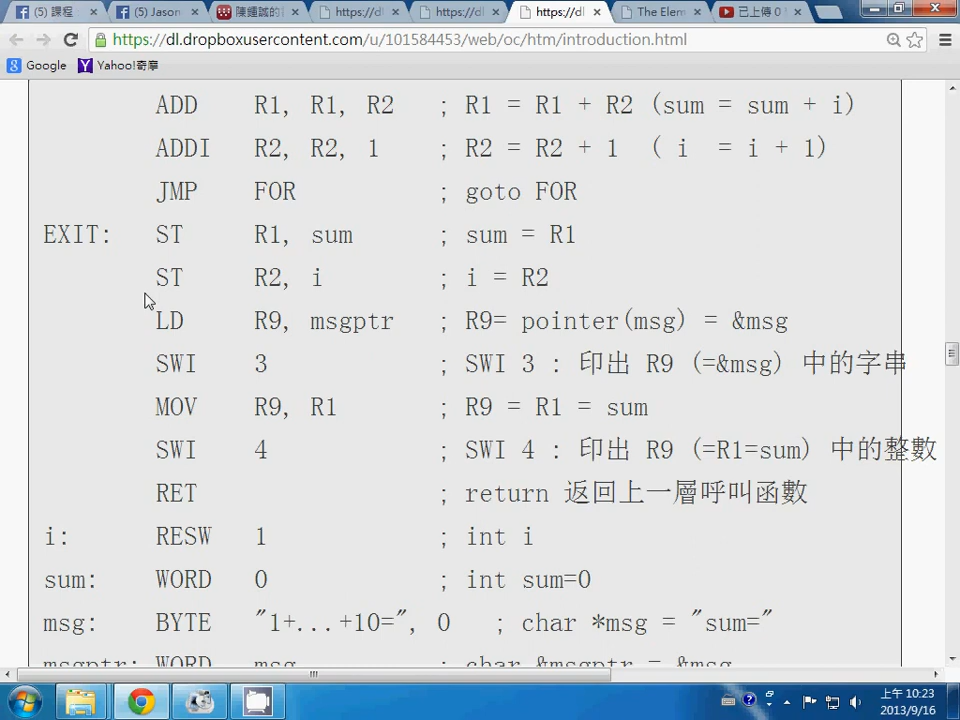 (5) 課程
(5) Jason
陳鍾誠的
https://dl
https://dl
https://dl
The Elem
已上傳 0
https://dl.dropboxusercontent.com/u/101584453/web/oc/htm/introduction.html
Google Yahoo!奇摩
ADD R1, R1, R2 ; R1 = R1 + R2 (sum = sum + i)
ADDI R2, R2, 1 ; R2 = R2 + 1 ( i = i + 1)
JMP FOR ; goto FOR
EXIT: ST R1, sum ; sum = R1
ST R2, i ; i = R2
LD R9, msgptr ; R9= pointer(msg) = &msg
SWI 3 ; SWI 3 : 印出 R9 (=&msg) 中的字串
MOV R9, R1 ; R9 = R1 = sum
SWI 4 ; SWI 4 : 印出 R9 (=R1=sum) 中的整數
RET ; return 返回上一層呼叫函數
i: RESW 1 ; int i
sum: WORD 0 ; int sum=0
msg: BYTE "1+...+10=", 0 ; char *msg = "sum="
msgptr: WORD msg ; char &msgptr = &msg
上午 10:23
2013/9/16